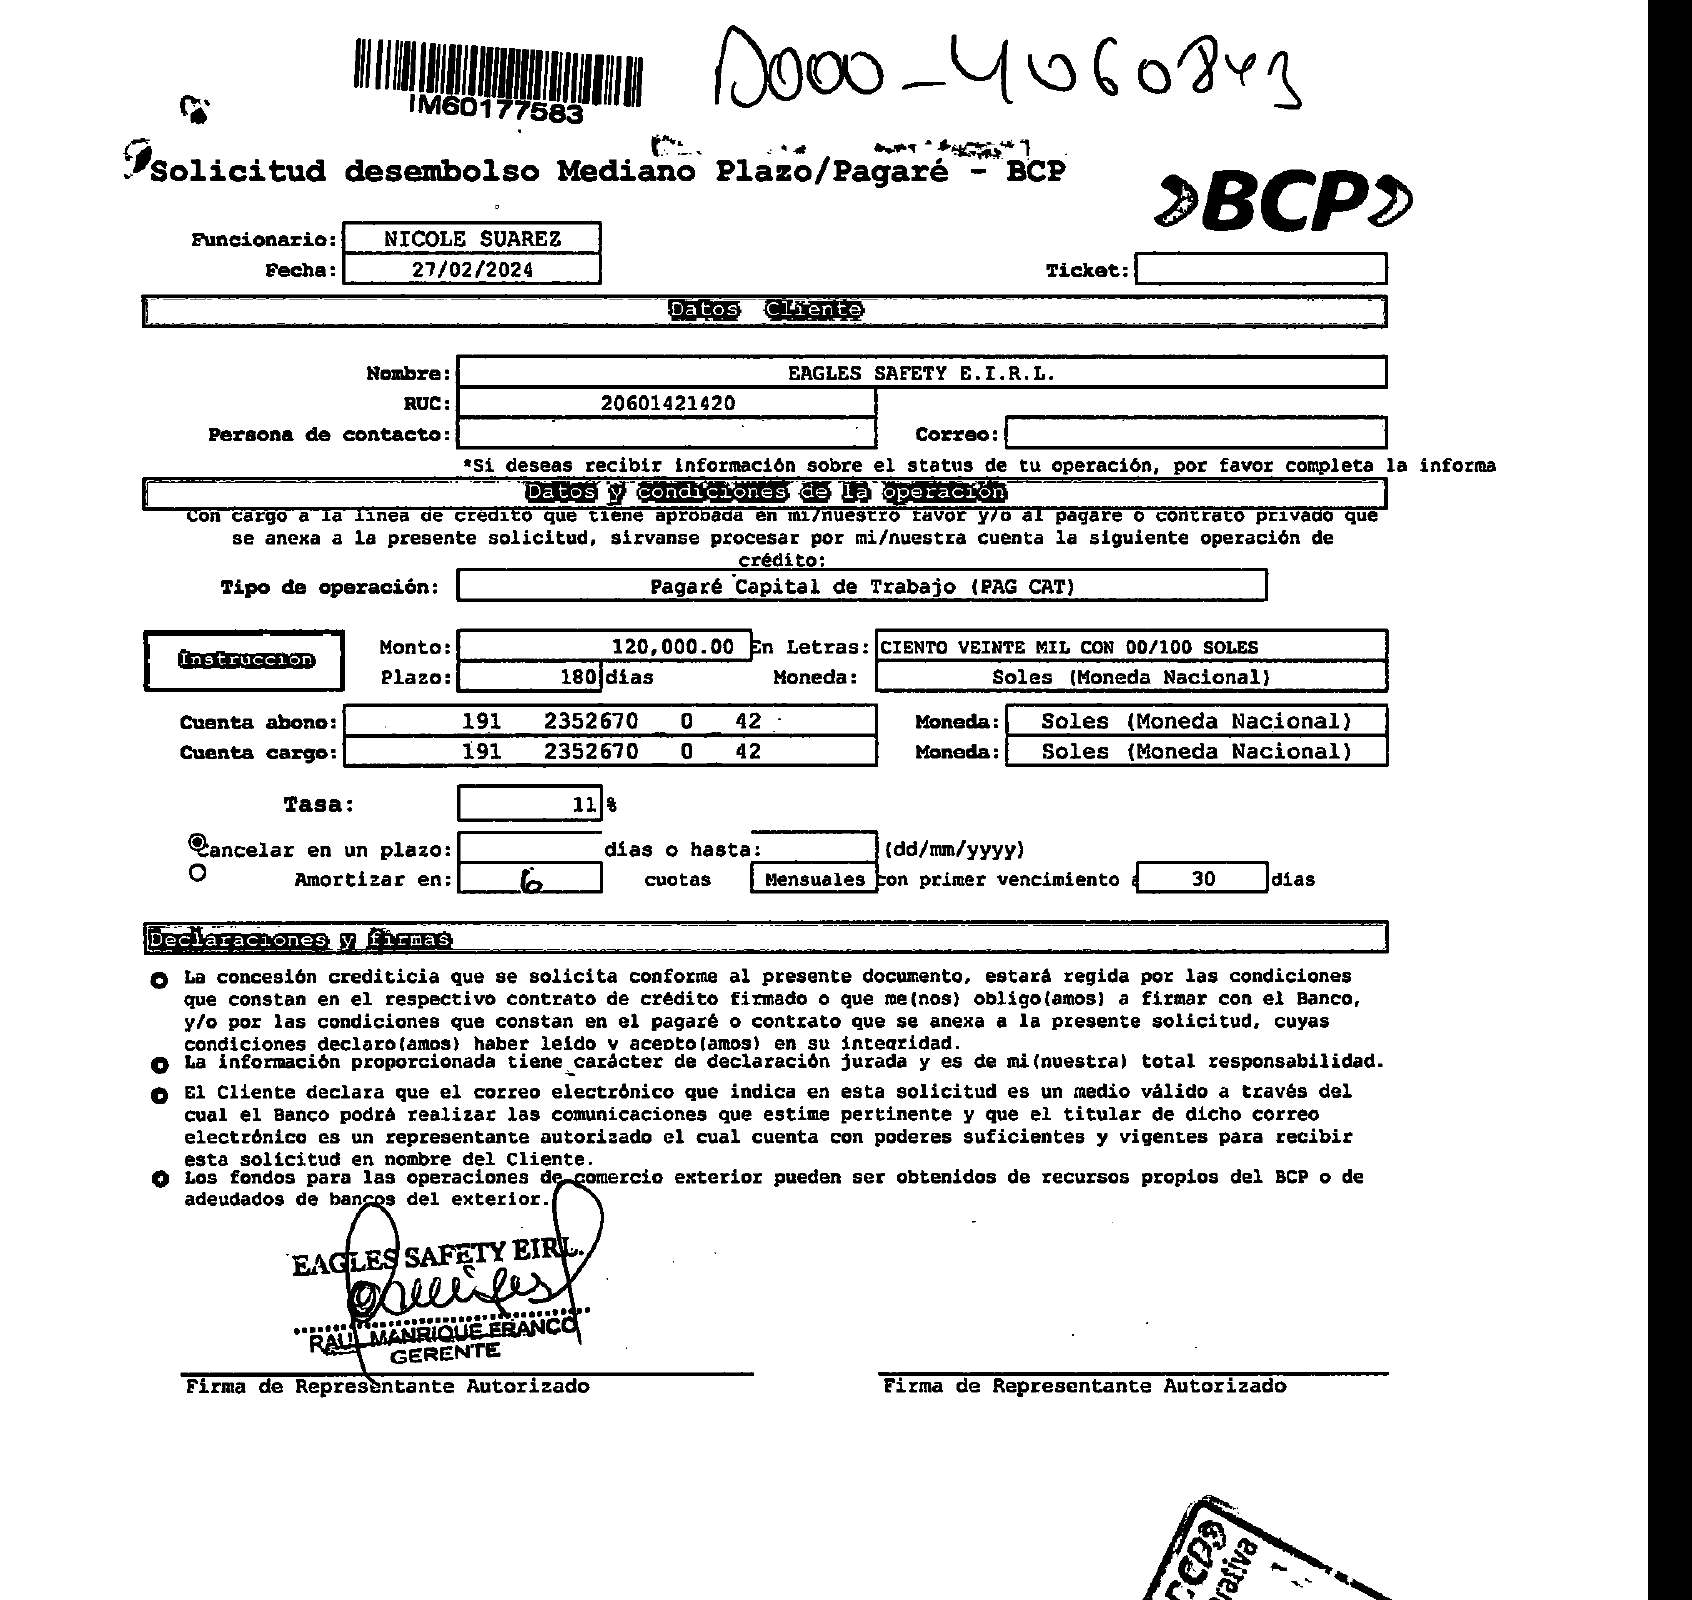 D000-4060843
IM60177583
Solicitud desembolso Mediano Plazo/Pagaré - BCP
BCP
Funcionario: NICOLE SUAREZ
Fecha: 27/02/2024
Ticket:
Datos Cliente
Nombre: EAGLES SAFETY E.I.R.L.
RUC: 20601421420
Persona de contacto: Correo:
*Si deseas recibir información sobre el status de tu operación, por favor completa la informa
Datos y condiciones de la operación
Con cargo a la línea de crédito que tiene aprobada en mi/nuestro favor y/o al pagaré o contrato privado que
se anexa a la presente solicitud, sirvanse procesar por mi/nuestra cuenta la siguiente operación de
crédito:
Tipo de operación: Pagaré Capital de Trabajo (PAG CAT)
Instruccion
Monto: 120,000.00 En Letras: CIENTO VEINTE MIL CON 00/100 SOLES
Plazo: 180 días Moneda: Soles (Moneda Nacional)
Cuenta abono: 191 2352670 0 42 Moneda: Soles (Moneda Nacional)
Cuenta cargo: 191 2352670 0 42 Moneda: Soles (Moneda Nacional)
Tasa: 11 %
Cancelar en un plazo: días o hasta: (dd/mm/yyyy)
Amortizar en: 6 cuotas Mensuales con primer vencimiento a 30 días
Declaraciones y firmas
La concesión crediticia que se solicita conforme al presente documento, estará regida por las condiciones
que constan en el respectivo contrato de crédito firmado o que me(nos) obligo(amos) a firmar con el Banco,
y/o por las condiciones que constan en el pagaré o contrato que se anexa a la presente solicitud, cuyas
condiciones declaro(amos) haber leído y acepto(amos) en su integridad.
La información proporcionada tiene carácter de declaración jurada y es de mi(nuestra) total responsabilidad.
El Cliente declara que el correo electrónico que indica en esta solicitud es un medio válido a través del
cual el Banco podrá realizar las comunicaciones que estime pertinente y que el titular de dicho correo
electrónico es un representante autorizado el cual cuenta con poderes suficientes y vigentes para recibir
esta solicitud en nombre del Cliente.
Los fondos para las operaciones de comercio exterior pueden ser obtenidos de recursos propios del BCP o de
adeudados de bancos del exterior.
EAGLES SAFETY EIRL.
RAUL MANRIQUE FRANCO
GERENTE
Firma de Representante Autorizado
Firma de Representante Autorizado